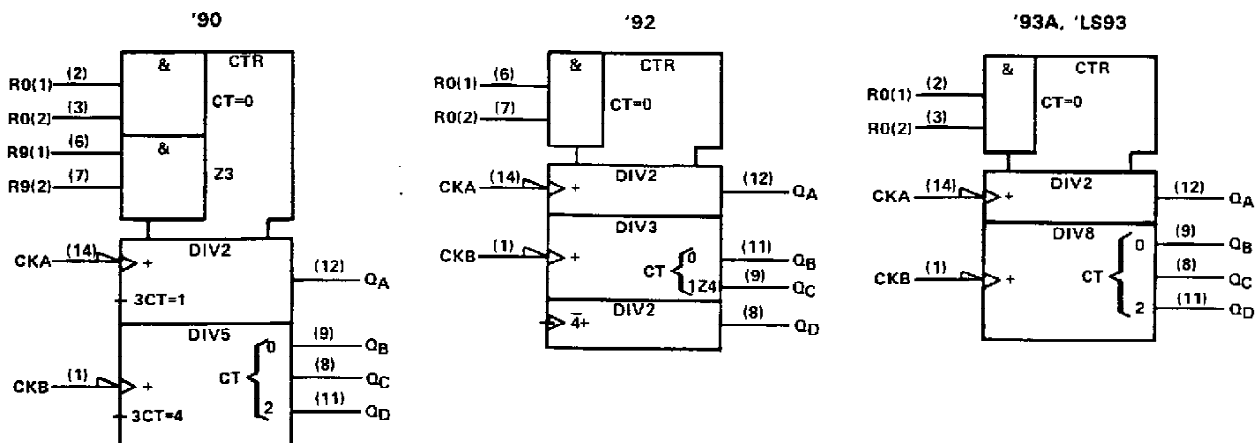 '90
& CTR
R0(1) (2)
CT=0
R0(2) (3)
R9(1) (6)
&
R9(2) (7) Z3
DIV2
CKA (14) +
(12) QA
3CT=1
DIV5
0 (9) QB
CT (8) QC
CKB (1) +
2 (11) QD
3CT=4
'92
& CTR
R0(1) (6)
CT=0
R0(2) (7)
DIV2
CKA (14) + (12) QA
DIV3
CKB (1) + 0 (11) QB
CT
1Z4 (9) QC
DIV2
4+ (8) QD
'93A, 'LS93
& CTR
R0(1) (2)
CT=0
R0(2) (3)
DIV2
CKA (14) + (12) QA
DIV8
0 (9) QB
CKB (1) + CT (8) QC
2 (11) QD